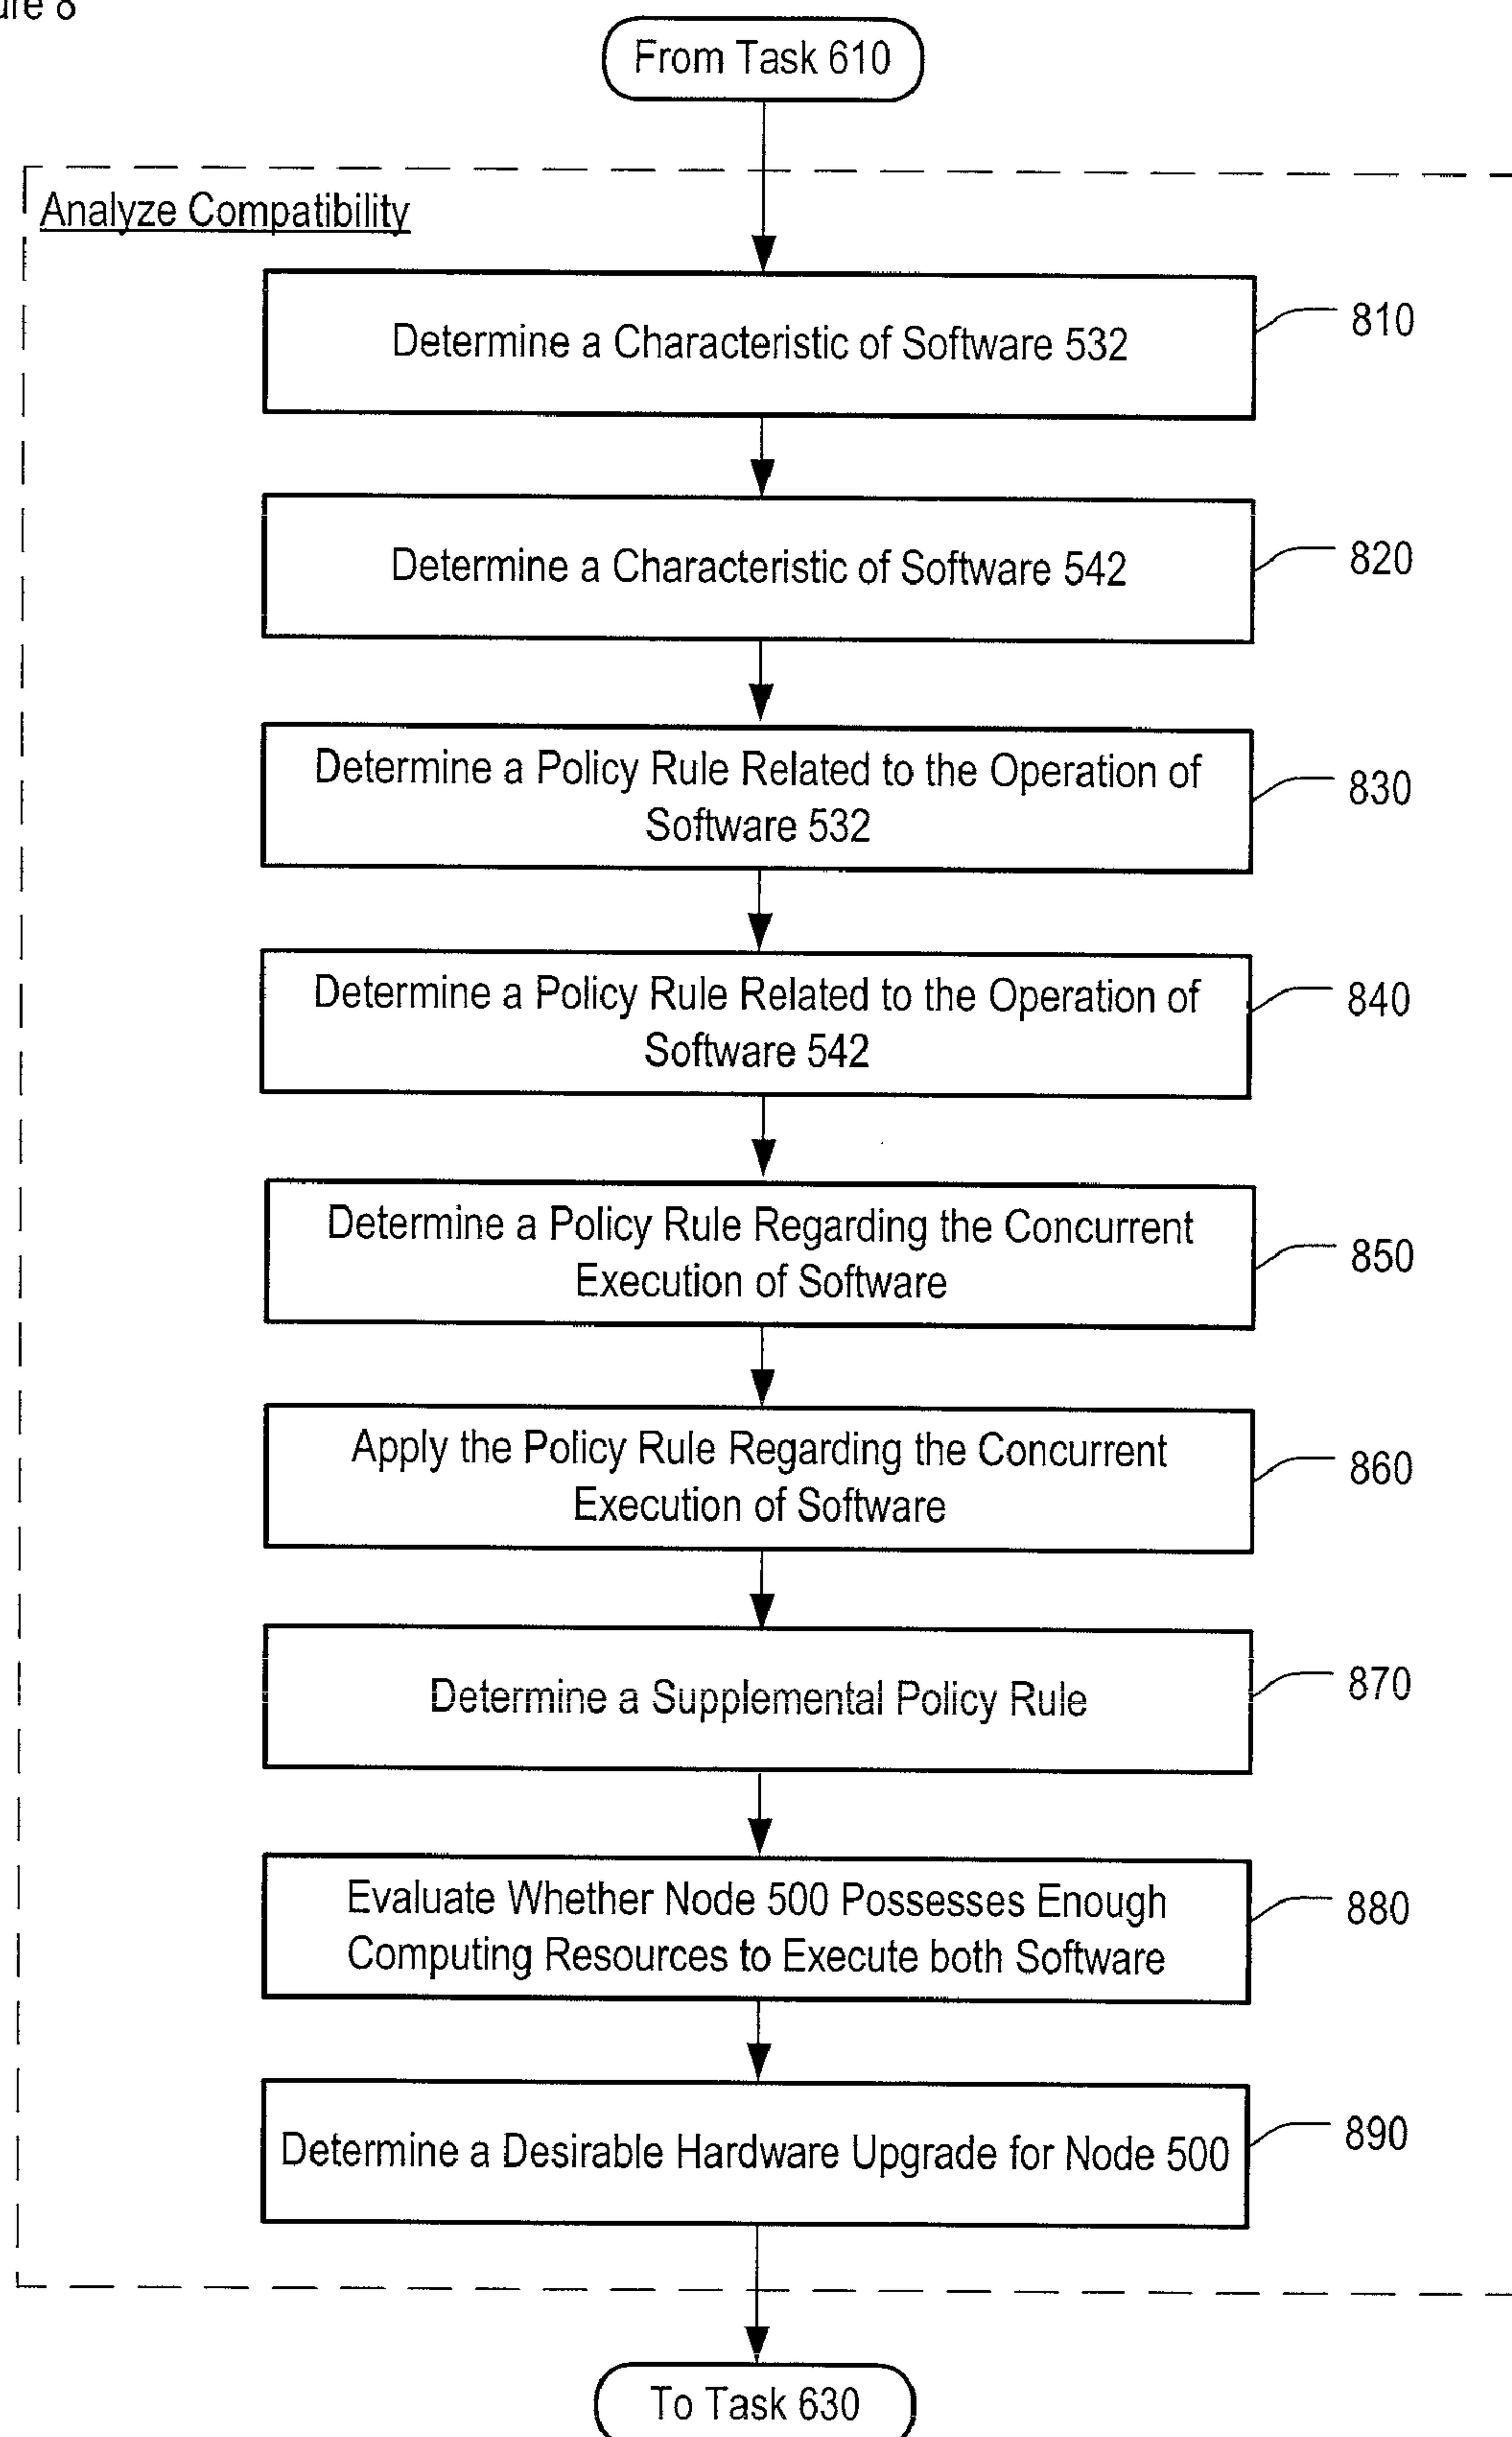 From Task 610
Analyze Compatibility
Determine a Characteristic of Software 532
810
Determine a Characteristic of Software 542
820
Determine a Policy Rule Related to the Operation of
Software 532
830
Determine a Policy Rule Related to the Operation of
Software 542
840
Determine a Policy Rule Regarding the Concurrent
Execution of Software
850
Apply the Policy Rule Regarding the Concurrent
Execution of Software
860
Determine a Supplemental Policy Rule
870
Evaluate Whether Node 500 Possesses Enough
Computing Resources to Execute both Software
880
Determine a Desirable Hardware Upgrade for Node 500
890
To Task 630